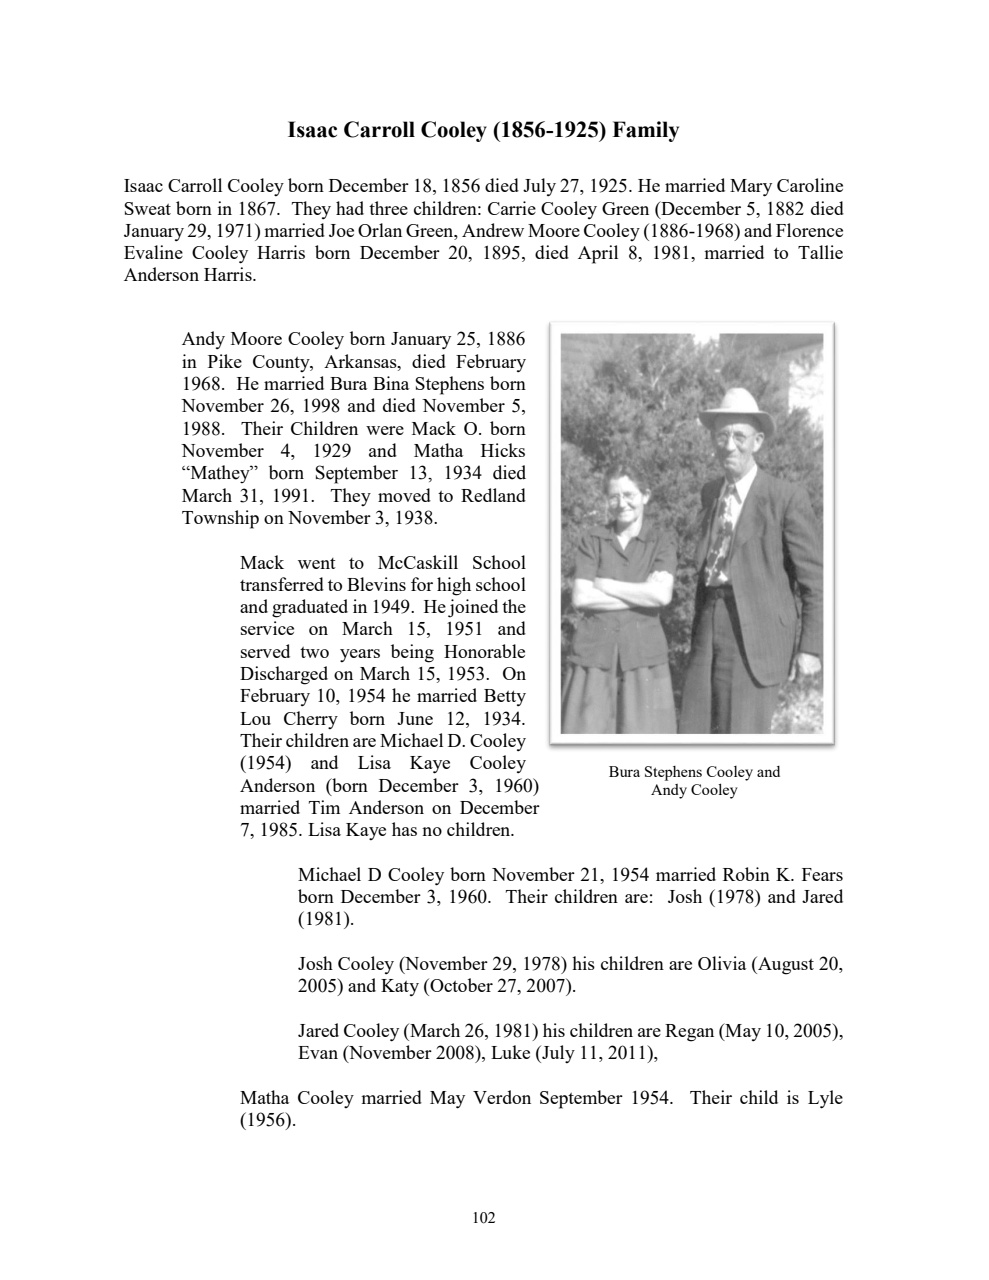 Isaac Carroll Cooley (1856-1925) Family
Isaac Carroll Cooley born December 18, 1856 died July 27, 1925. He married Mary Caroline
Sweat born in 1867. They had three children: Carrie Cooley Green (December 5, 1882 died
January 29, 1971) married Joe Orlan Green, Andrew Moore Cooley (1886-1968) and Florence
Evaline Cooley Harris born December 20, 1895, died April 8, 1981, married to Tallie
Anderson Harris.
Andy Moore Cooley born January 25, 1886
in Pike County, Arkansas, died February
1968. He married Bura Bina Stephens born
November 26, 1998 and died November 5,
1988. Their Children were Mack O. born
November 4, 1929 and Matha Hicks
“Mathey” born September 13, 1934 died
March 31, 1991. They moved to Redland
Township on November 3, 1938.
Mack went to McCaskill School
transferred to Blevins for high school
and graduated in 1949. He joined the
service on March 15, 1951 and
served two years being Honorable
Discharged on March 15, 1953. On
February 10, 1954 he married Betty
Lou Cherry born June 12, 1934.
Their children are Michael D. Cooley
(1954) and Lisa Kaye Cooley
Anderson (born December 3, 1960)
married Tim Anderson on December
7, 1985. Lisa Kaye has no children.
Bura Stephens Cooley and
Andy Cooley
Michael D Cooley born November 21, 1954 married Robin K. Fears
born December 3, 1960. Their children are: Josh (1978) and Jared
(1981).
Josh Cooley (November 29, 1978) his children are Olivia (August 20,
2005) and Katy (October 27, 2007).
Jared Cooley (March 26, 1981) his children are Regan (May 10, 2005),
Evan (November 2008), Luke (July 11, 2011),
Matha Cooley married May Verdon September 1954. Their child is Lyle
(1956).
102